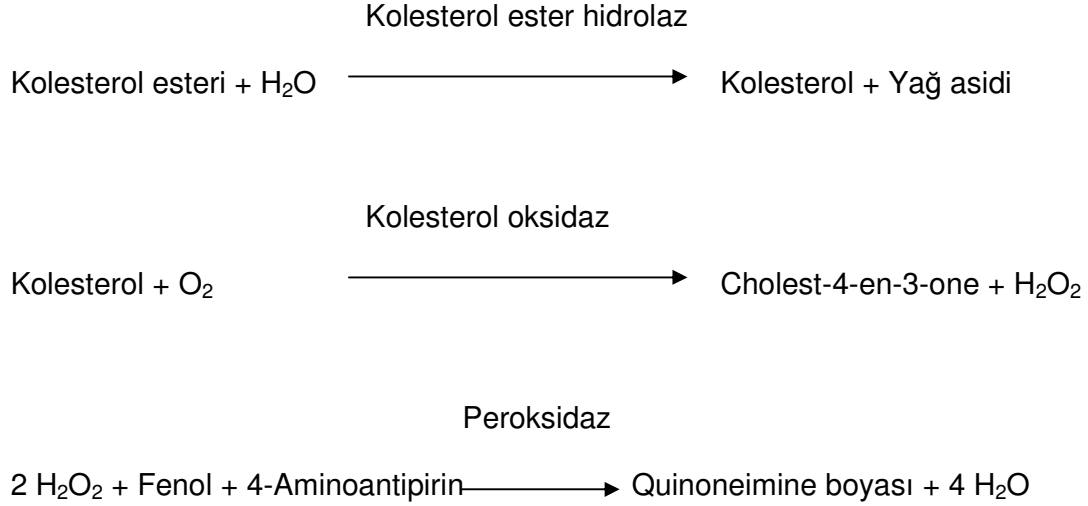 Kolesterol ester hidrolaz
Kolesterol esteri + H₂O Kolesterol + Yağ asidi
Kolesterol oksidaz
Kolesterol + O₂ Cholest-4-en-3-one + H₂O₂
Peroksidaz
2 H₂O₂ + Fenol + 4-Aminoantipirin Quinoneimine boyası + 4 H₂O